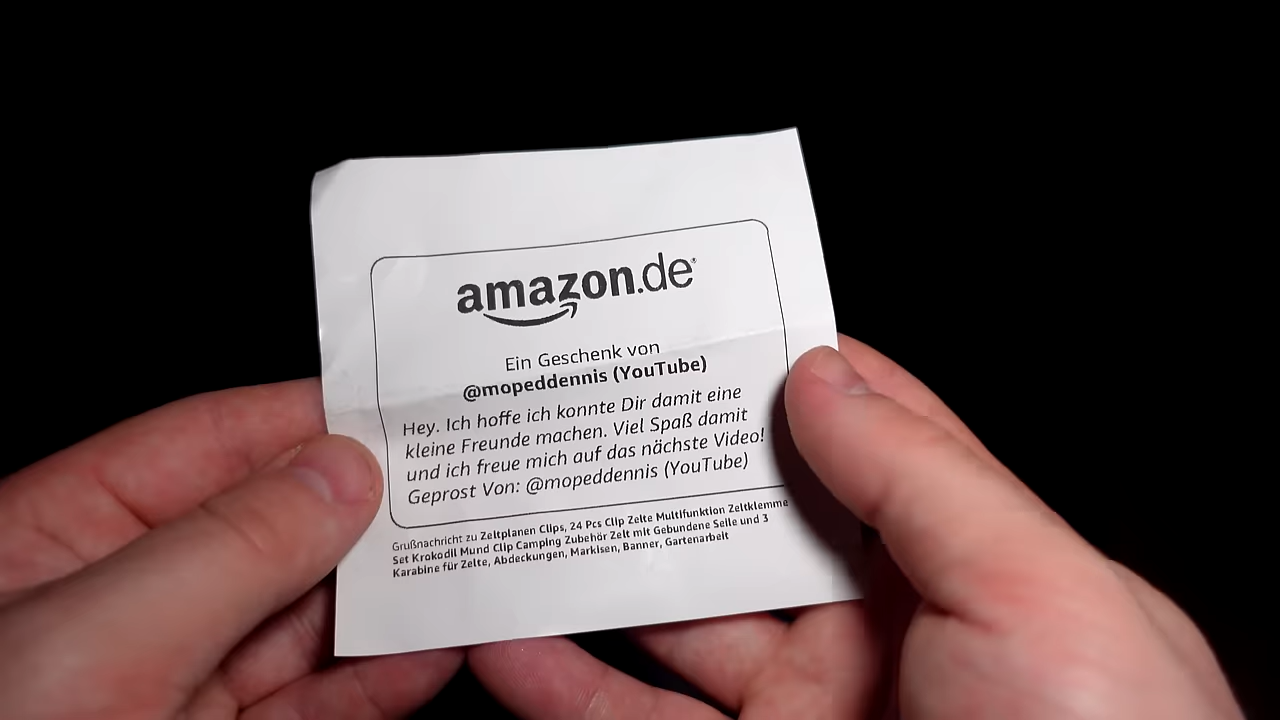 amazon.de
Ein Geschenk von
@mopeddennis (YouTube)
Hey. Ich hoffe ich konnte Dir damit eine
kleine Freunde machen. Viel Spaß damit
und ich freue mich auf das nächste Video!
Geprost Von: @mopeddennis (YouTube)
Grußnachricht zu Zeltplanen Clips, 24 Pcs Clip Zelte Multifunktion Zeltklemme
Set Krokodil Mund Clip Camping Zubehör Zelt mit Gebundene Seile und 3
Karabine für Zelte, Abdeckungen, Markisen, Banner, Gartenarbeit